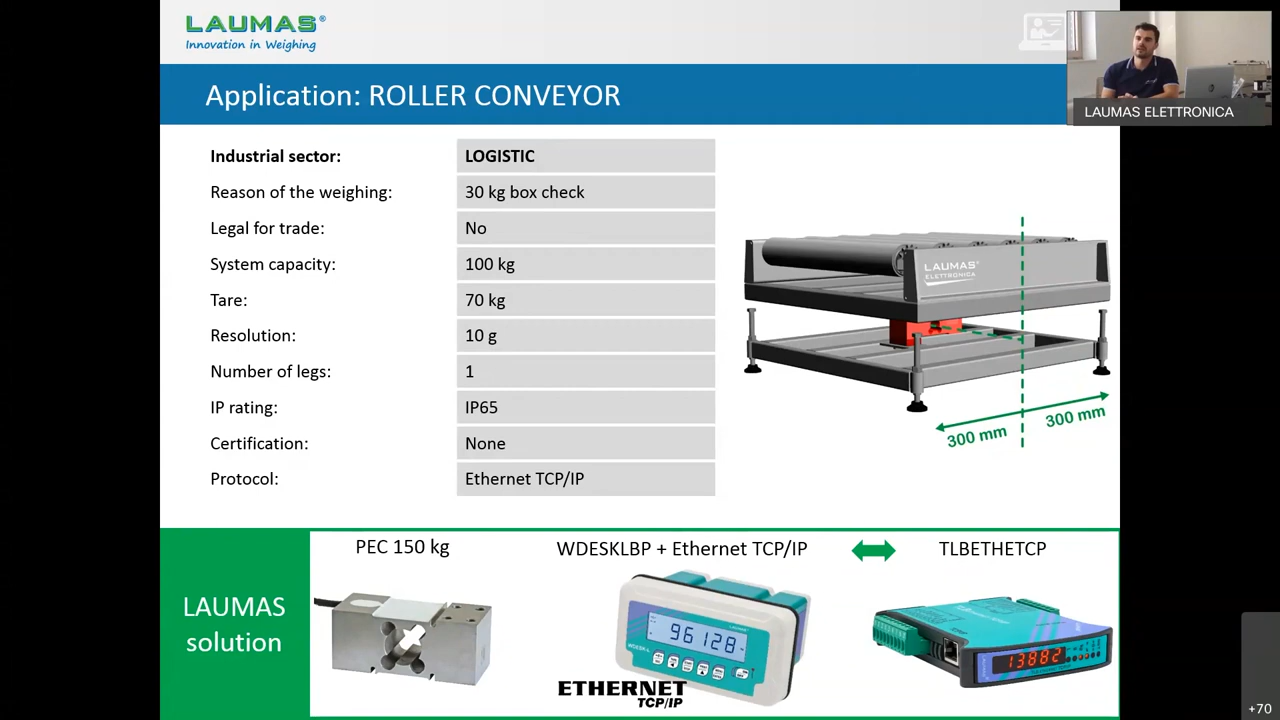 LAUMAS®
Innovation in Weighing
LAUMAS ELETTRONICA
Application: ROLLER CONVEYOR
Industrial sector: LOGISTIC
Reason of the weighing: 30 kg box check
Legal for trade: No
System capacity: 100 kg
Tare: 70 kg
Resolution: 10 g
Number of legs: 1
IP rating: IP65
Certification: None
Protocol: Ethernet TCP/IP
LAUMAS®
ELETTRONICA
300 mm
300 mm
LAUMAS
solution
PEC 150 kg
WDESKLBP + Ethernet TCP/IP
TLBETHETCP
96128
LAUMAS
WDESK-L
ETHERNET
TCP/IP
13882
+70